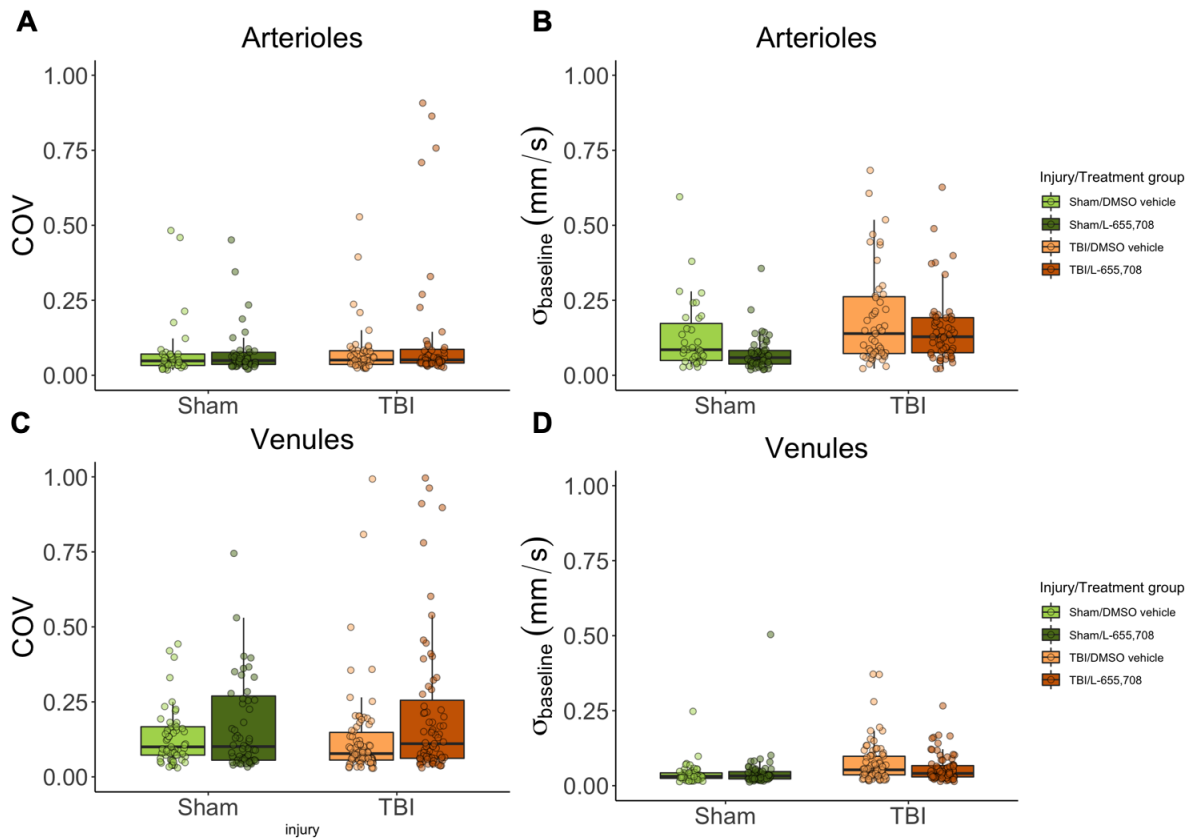 A
Arterioles
1.00
0.75
0.50
0.25
0.00
COV
Sham
TBI
B
Arterioles
1.00
0.75
0.50
0.25
0.00
σbaseline (mm/s)
Sham
TBI
Injury/Treatment group
Sham/DMSO vehicle
Sham/L-655,708
TBI/DMSO vehicle
TBI/L-655,708
C
Venules
1.00
0.75
0.50
0.25
0.00
COV
Sham
TBI
injury
D
Venules
1.00
0.75
0.50
0.25
0.00
σbaseline (mm/s)
Sham
TBI
Injury/Treatment group
Sham/DMSO vehicle
Sham/L-655,708
TBI/DMSO vehicle
TBI/L-655,708